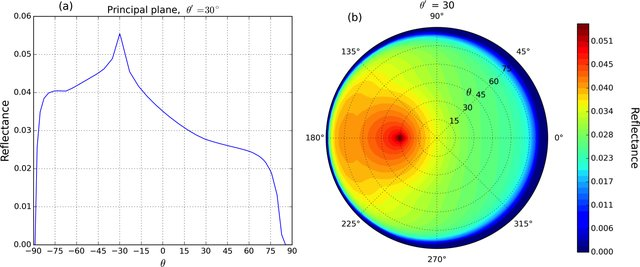 (a)
Principal plane, θ′ =30°
0.06
0.05
0.04
0.03
0.02
0.01
0.00
Reflectance
−90 −75 −60 −45 −30 −15 0 15 30 45 60 75 90
θ
(b)
θ′ = 30
90°
135° 45°
75
60
θ 45
30
15
180° 0°
225° 315°
270°
0.051
0.045
0.040
0.034
0.028
0.023
0.017
0.011
0.006
0.000
Reflectance